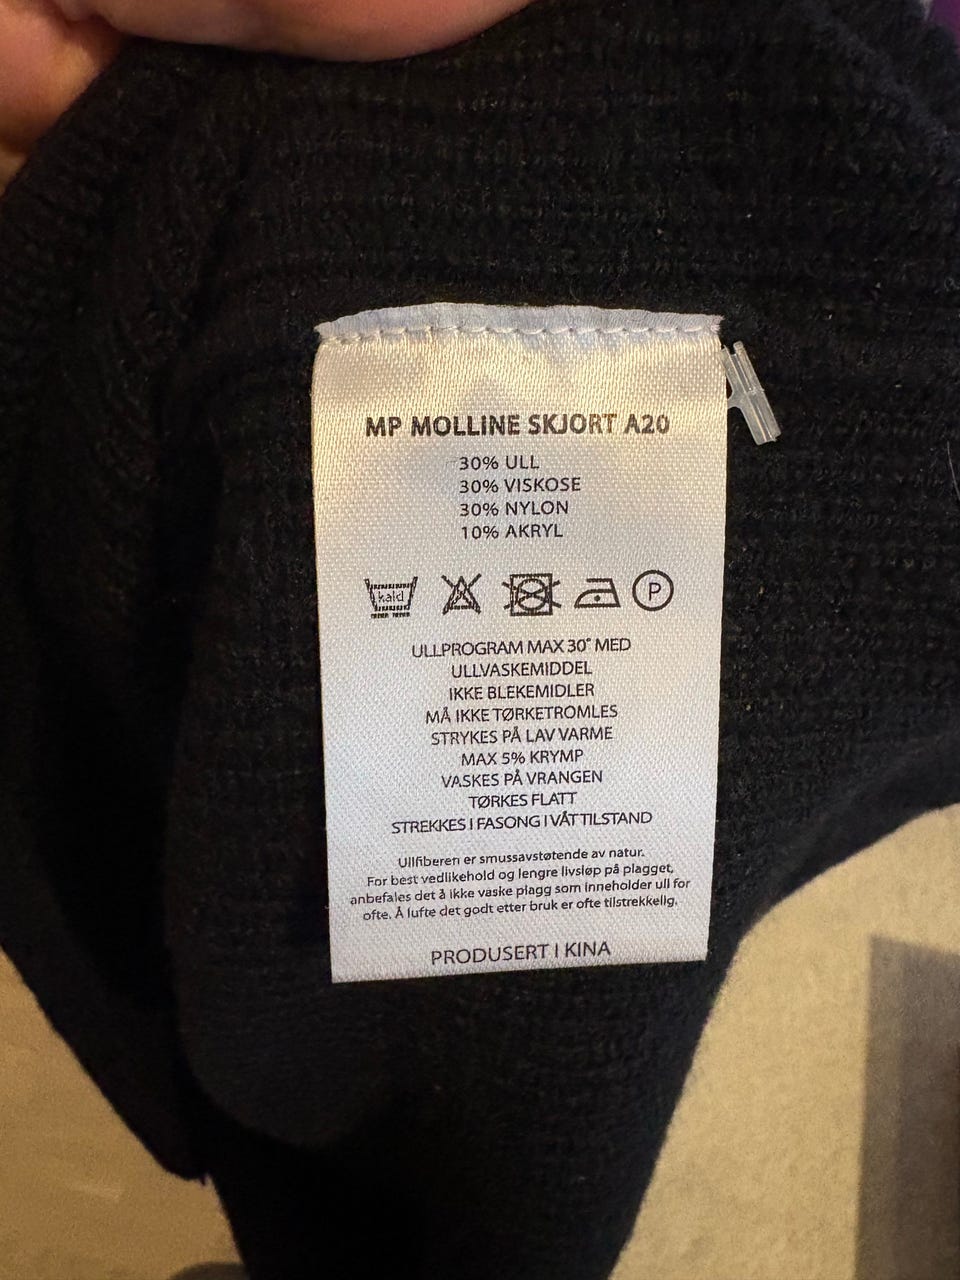 MP MOLLINE SKJORT A20
30% ULL
30% VISKOSE
30% NYLON
10% AKRYL
kald P
ULLPROGRAM MAX 30° MED
ULLVASKEMIDDEL
IKKE BLEKEMIDLER
MÅ IKKE TØRKETROMLES
STRYKES PÅ LAV VARME
MAX 5% KRYMP
VASKES PÅ VRANGEN
TØRKES FLATT
STREKKES I FASONG I VÅT TILSTAND
Ullfiberen er smussavstøtende av natur.
For best vedlikehold og lengre livsløp på plagget,
anbefales det å ikke vaske plagg som inneholder ull for
ofte. Å lufte det godt etter bruk er ofte tilstrekkelig.
PRODUSERT I KINA